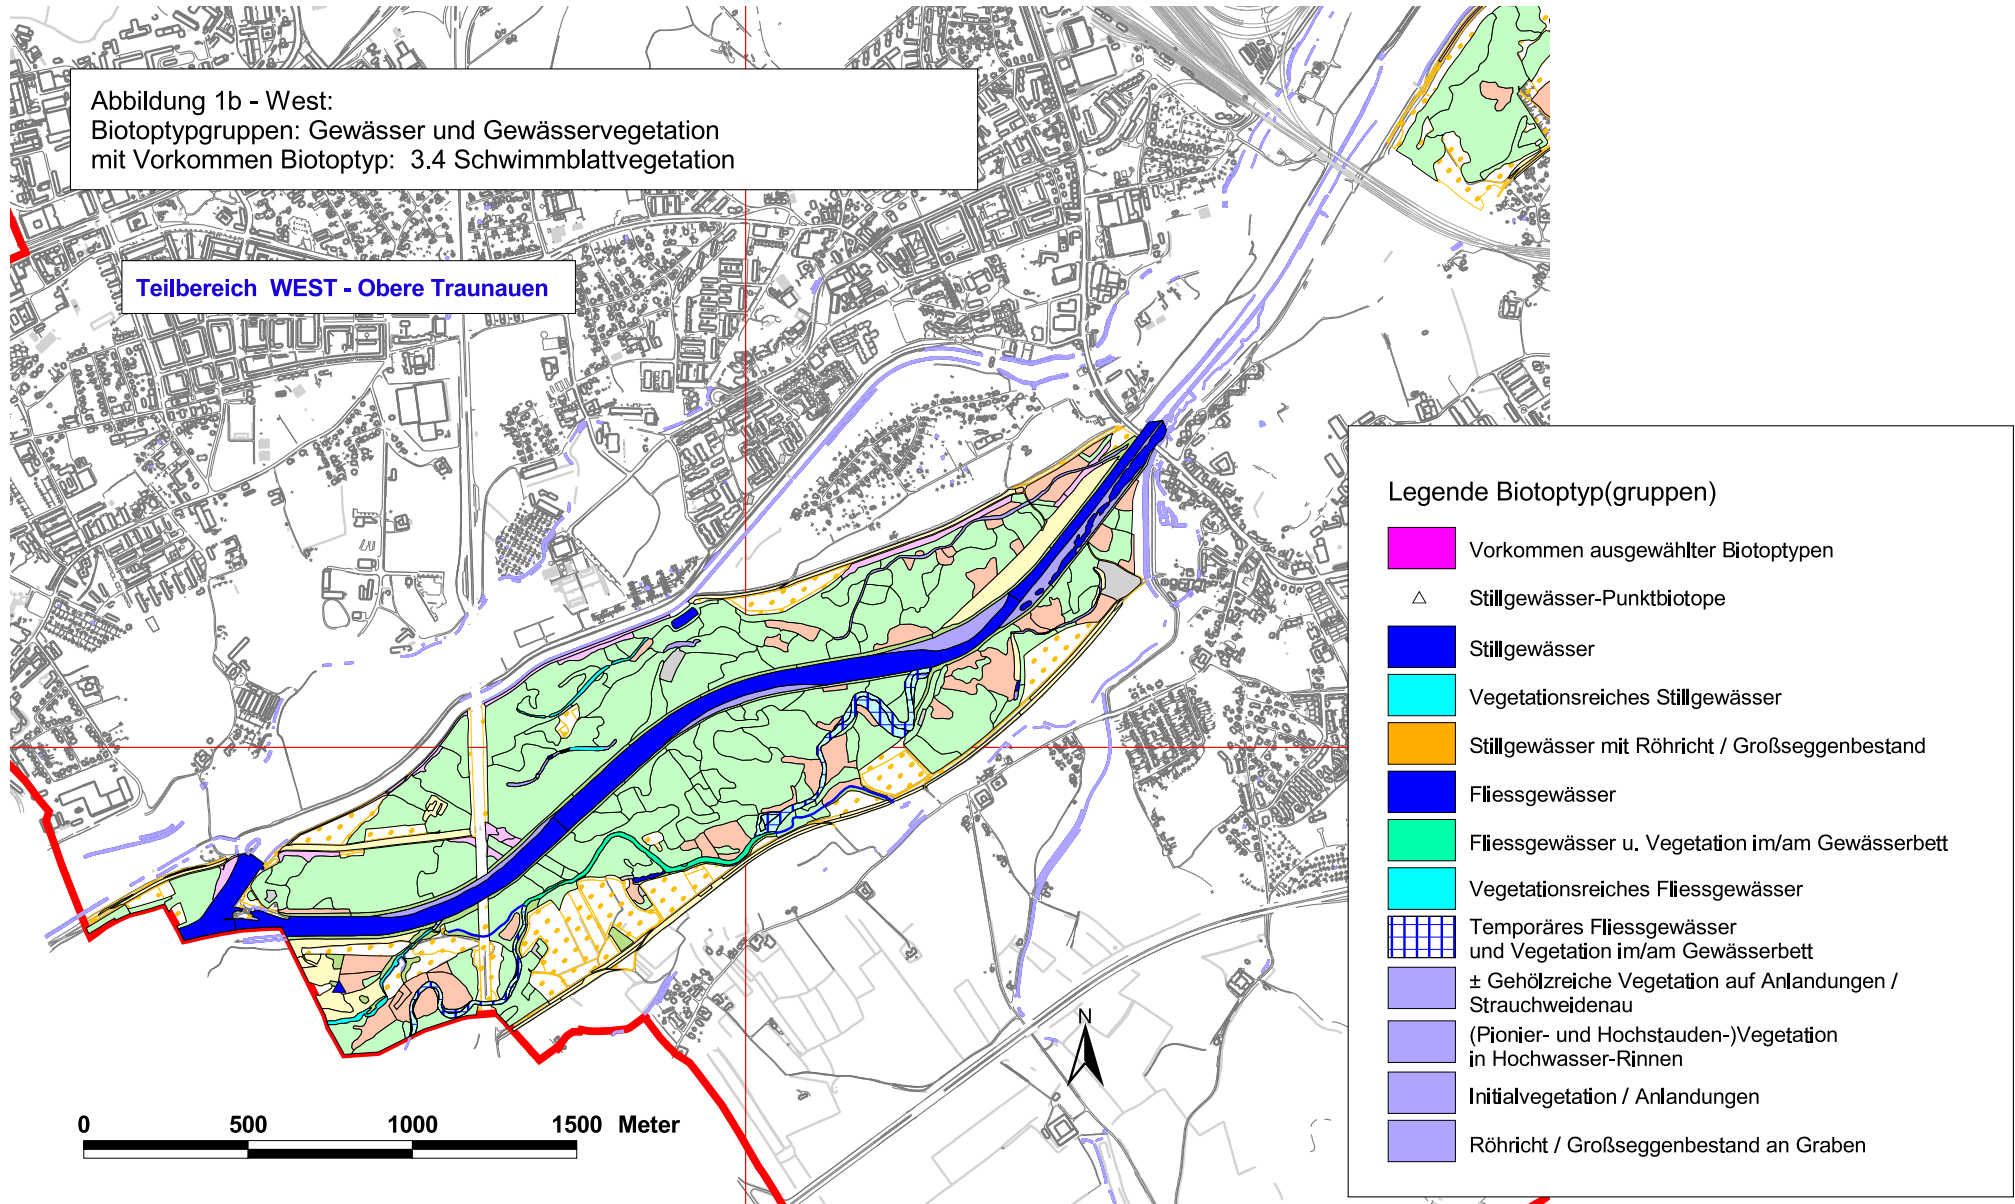 Abbildung 1b - West:
Biotoptypgruppen: Gewässer und Gewässervegetation
mit Vorkommen Biotoptyp: 3.4 Schwimmblattvegetation
Teilbereich WEST - Obere Traunauen
Legende Biotoptyp(gruppen)
Vorkommen ausgewählter Biotoptypen
Stillgewässer-Punktbiotope
Stillgewässer
Vegetationsreiches Stillgewässer
Stillgewässer mit Röhricht / Großseggenbestand
Fliessgewässer
Fliessgewässer u. Vegetation im/am Gewässerbett
Vegetationsreiches Fliessgewässer
Temporäres Fliessgewässer
und Vegetation im/am Gewässerbett
± Gehölzreiche Vegetation auf Anlandungen /
Strauchweidenau
(Pionier- und Hochstauden-)Vegetation
in Hochwasser-Rinnen
Initialvegetation / Anlandungen
Röhricht / Großseggenbestand an Graben
N
0 500 1000 1500 Meter